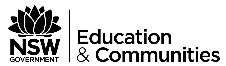 NSW
GOVERNMENT
Education
& Communities